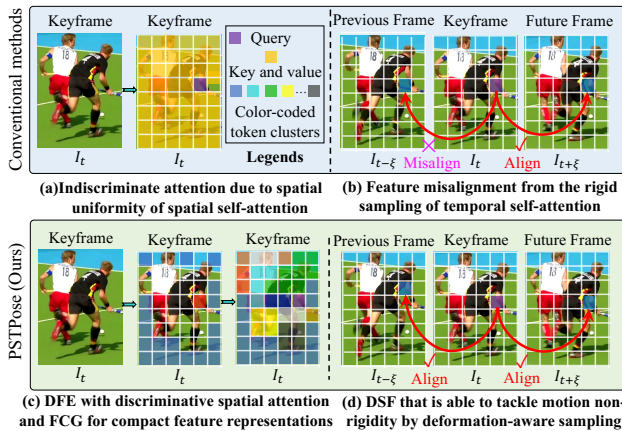 Conventional methods
Keyframe
Keyframe
Query
Key and value
...
Color-coded
token clusters
Legends
I_t
I_t
(a)Indiscriminate attention due to spatial
uniformity of spatial self-attention
Previous Frame
Keyframe
Future Frame
18
I_{t−ξ}
Misalign
I_t
Align
I_{t+ξ}
(b) Feature misalignment from the rigid
sampling of temporal self-attention
PSTPose (Ours)
Keyframe
Keyframe
Keyframe
18
18
I_t
I_t
I_t
(c) DFE with discriminative spatial attention
and FCG for compact feature representations
Previous Frame
Keyframe
Future Frame
I_{t−ξ}
Align
I_t
Align
I_{t+ξ}
(d) DSF that is able to tackle motion non-
rigidity by deformation-aware sampling